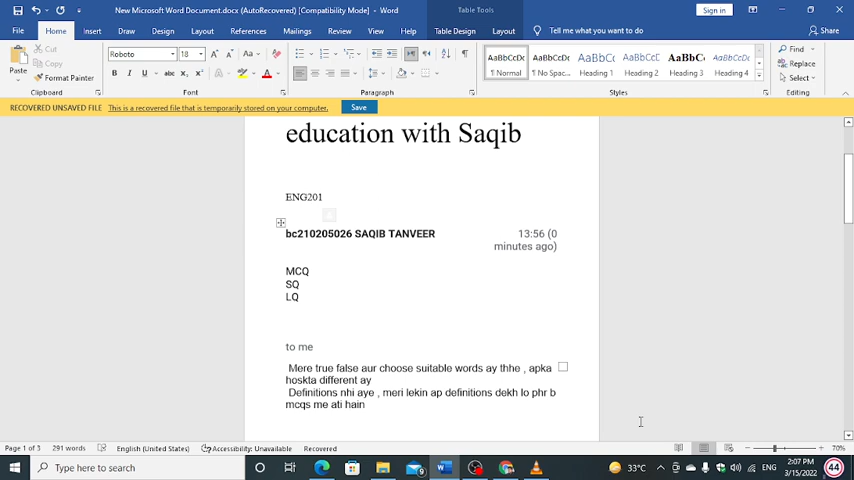 New Microsoft Word Document.docx (AutoRecovered) [Compatibility Mode] - Word
Table Tools
Sign in
File Home Insert Draw Design Layout References Mailings Review View Help Table Design Layout Tell me what you want to do Share
Paste
Cut
Copy
Format Painter
Roboto 18
Clipboard Font Paragraph Styles Editing
AaBbCcDc AaBbCcDc AaBbCc AaBbCcD AaBbCc AaBbCcDc
¶ Normal ¶ No Spac... Heading 1 Heading 2 Heading 3 Heading 4
Find
Replace
Select
RECOVERED UNSAVED FILE This is a recovered file that is temporarily stored on your computer. Save
education with Saqib
ENG201
bc210205026 SAQIB TANVEER 13:56 (0
minutes ago)
MCQ
SQ
LQ
to me
Mere true false aur choose suitable words ay thhe , apka
hoskta different ay
Definitions nhi aye , meri lekin ap definitions dekh lo phr b
mcqs me ati hain
Page 1 of 3 291 words English (United States) Accessibility: Unavailable Recovered 70%
Type here to search
33°C
ENG
2:07 PM
3/15/2022
44